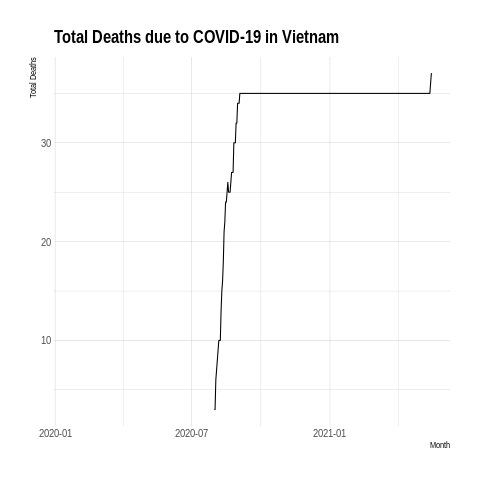 Total Deaths due to COVID-19 in Vietnam
Total Deaths
30
20
10
2020-01 2020-07 2021-01
Month